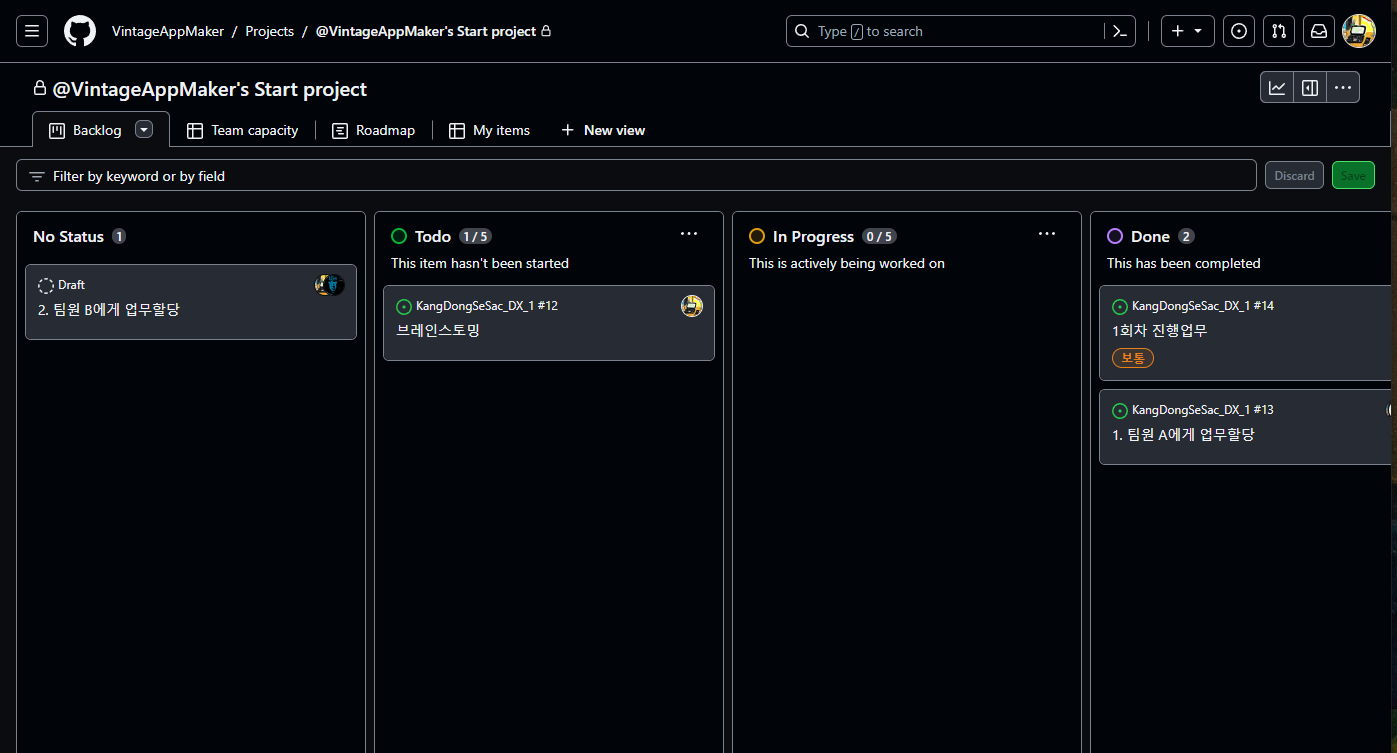 VintageAppMaker / Projects / @VintageAppMaker's Start project
Type / to search
@VintageAppMaker's Start project
Backlog
Team capacity
Roadmap
My items
New view
Filter by keyword or by field
Discard
Save
No Status 1
Draft
2. 팀원 B에게 업무할당
Todo 1 / 5
This item hasn't been started
KangDongSeSac_DX_1 #12
브레인스토밍
In Progress 0 / 5
This is actively being worked on
Done 2
This has been completed
KangDongSeSac_DX_1 #14
1회차 진행업무
보통
KangDongSeSac_DX_1 #13
1. 팀원 A에게 업무할당